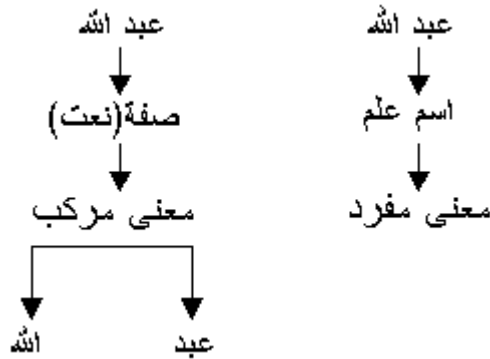 عبد الله
اسم علم
معنى مفرد
عبد الله
صفة(نعت)
معنى مركب
عبد
الله